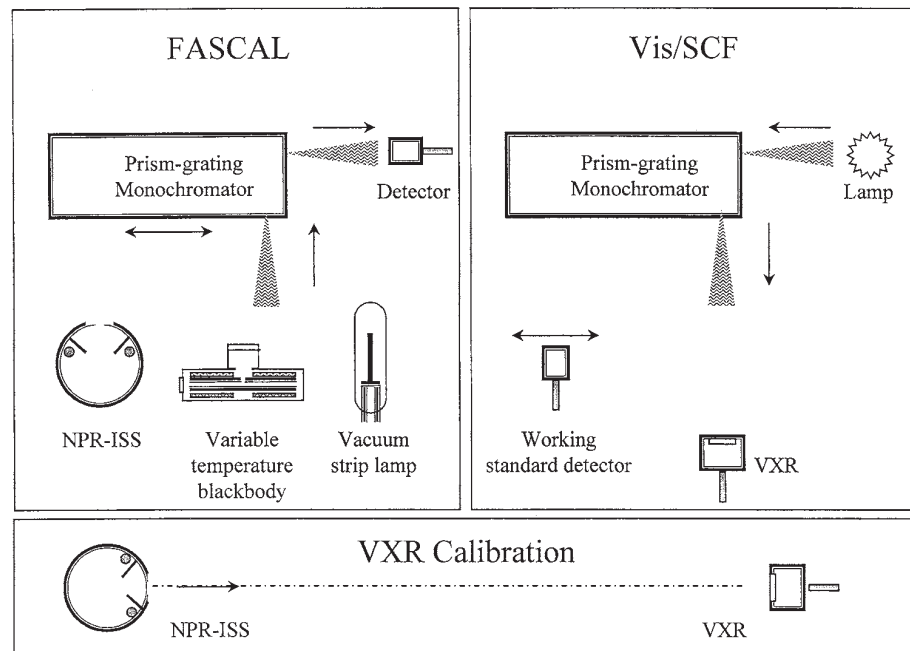 FASCAL
Prism-grating
Monochromator
Detector
NPR-ISS
Variable
temperature
blackbody
Vacuum
strip lamp
Vis/SCF
Prism-grating
Monochromator
Lamp
Working
standard detector
VXR
VXR Calibration
NPR-ISS
VXR